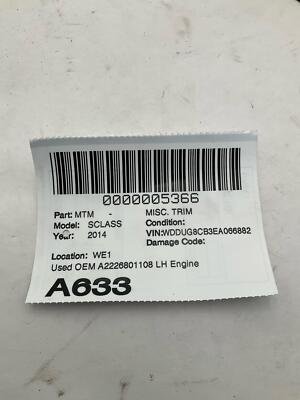 0000005366
Part: MTM - MISC. TRIM
Model: SCLASS Condition:
Year: 2014 VIN:WDDUG8CB3EA066882
Damage Code:
Location: WE1
Used OEM A2226801108 LH Engine
A633